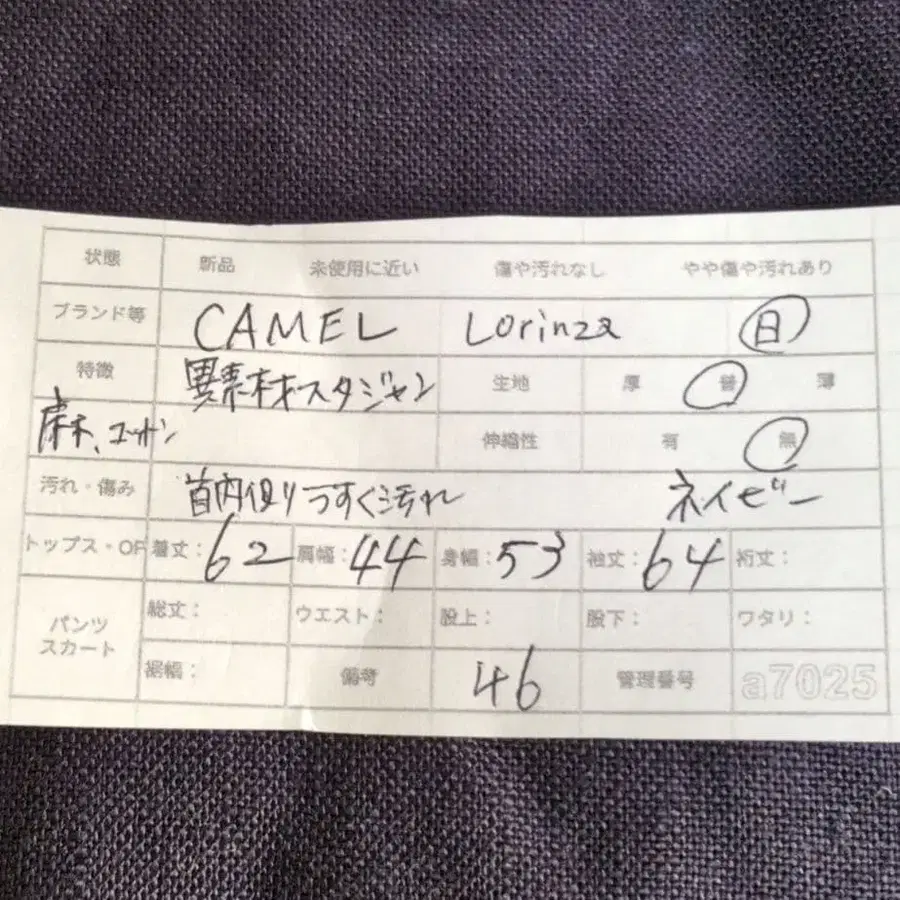 状態 新品 未使用に近い 傷や汚れなし やや傷や汚れあり
ブランド等 CAMEL Lorinza 日
特徴 異素材スタジャン 生地 厚 普 薄
麻、コットン 伸縮性 有 無
汚れ・傷み 首内側りうすく汚れ ネイビー
トップス・OP 着丈: 62 肩幅: 44 身幅: 53 袖丈: 64 裄丈:
パンツ スカート 総丈: ウエスト: 股上: 股下: ワタリ:
裾幅: 備考 46 管理番号 a7025